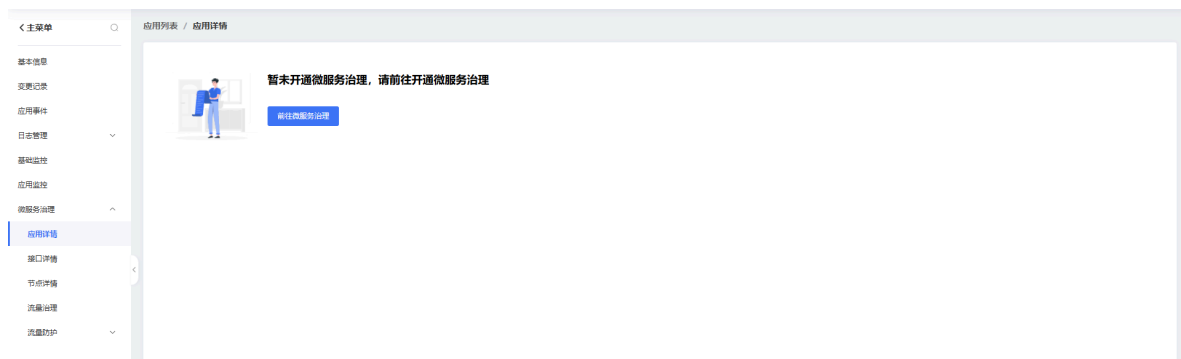 主菜单
应用列表 / 应用详情
基本信息
变更记录
应用事件
日志管理
基础监控
应用监控
微服务治理
应用详情
接口详情
节点详情
流量治理
流量防护
暂未开通微服务治理，请前往开通微服务治理
前往微服务治理